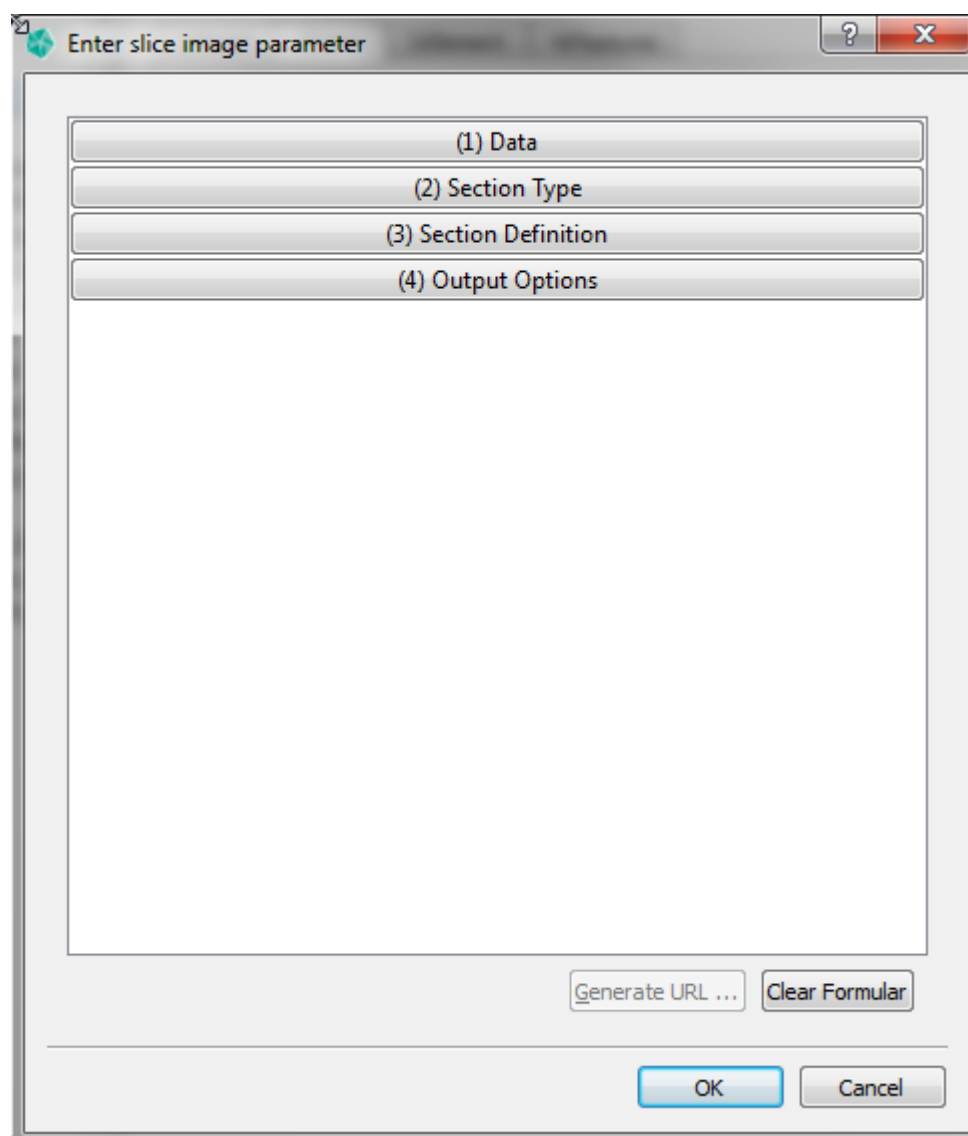 Enter slice image parameter
?
x
(1) Data
(2) Section Type
(3) Section Definition
(4) Output Options
Generate URL ...
Clear Formular
OK
Cancel